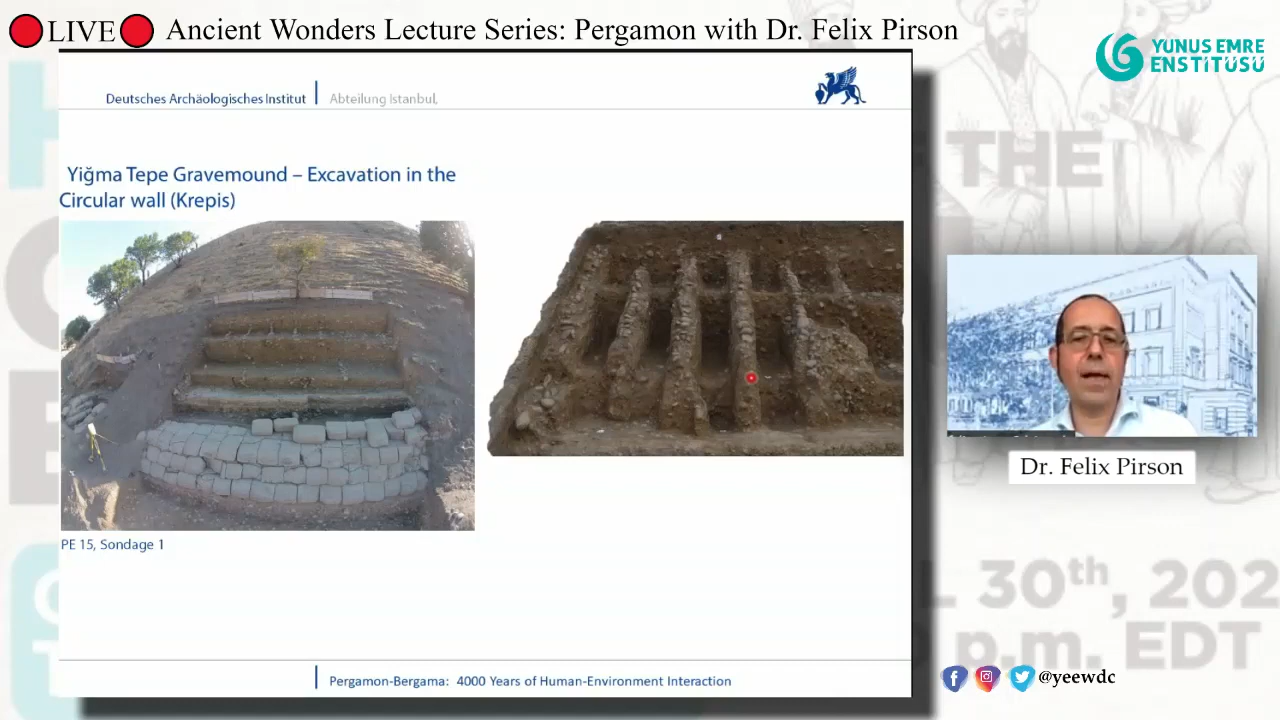 LIVE Ancient Wonders Lecture Series: Pergamon with Dr. Felix Pirson
YUNUS EMRE
ENSTİTÜSÜ
Deutsches Archäologisches Institut
Abteilung Istanbul,
Yiğma Tepe Gravemound – Excavation in the
Circular wall (Krepis)
THE
Dr. Felix Pirson
PE 15, Sondage 1
30th, 202
p.m. EDT
Pergamon-Bergama: 4000 Years of Human-Environment Interaction
@yeewdc